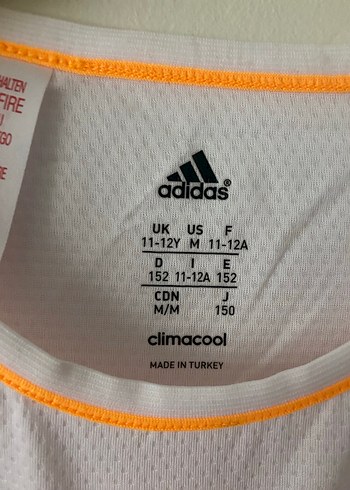 HALTEN
FIRE
adidas®
UK US F
11-12Y M 11-12A
D I E
152 11-12A 152
CDN J
M/M 150
climacool
MADE IN TURKEY